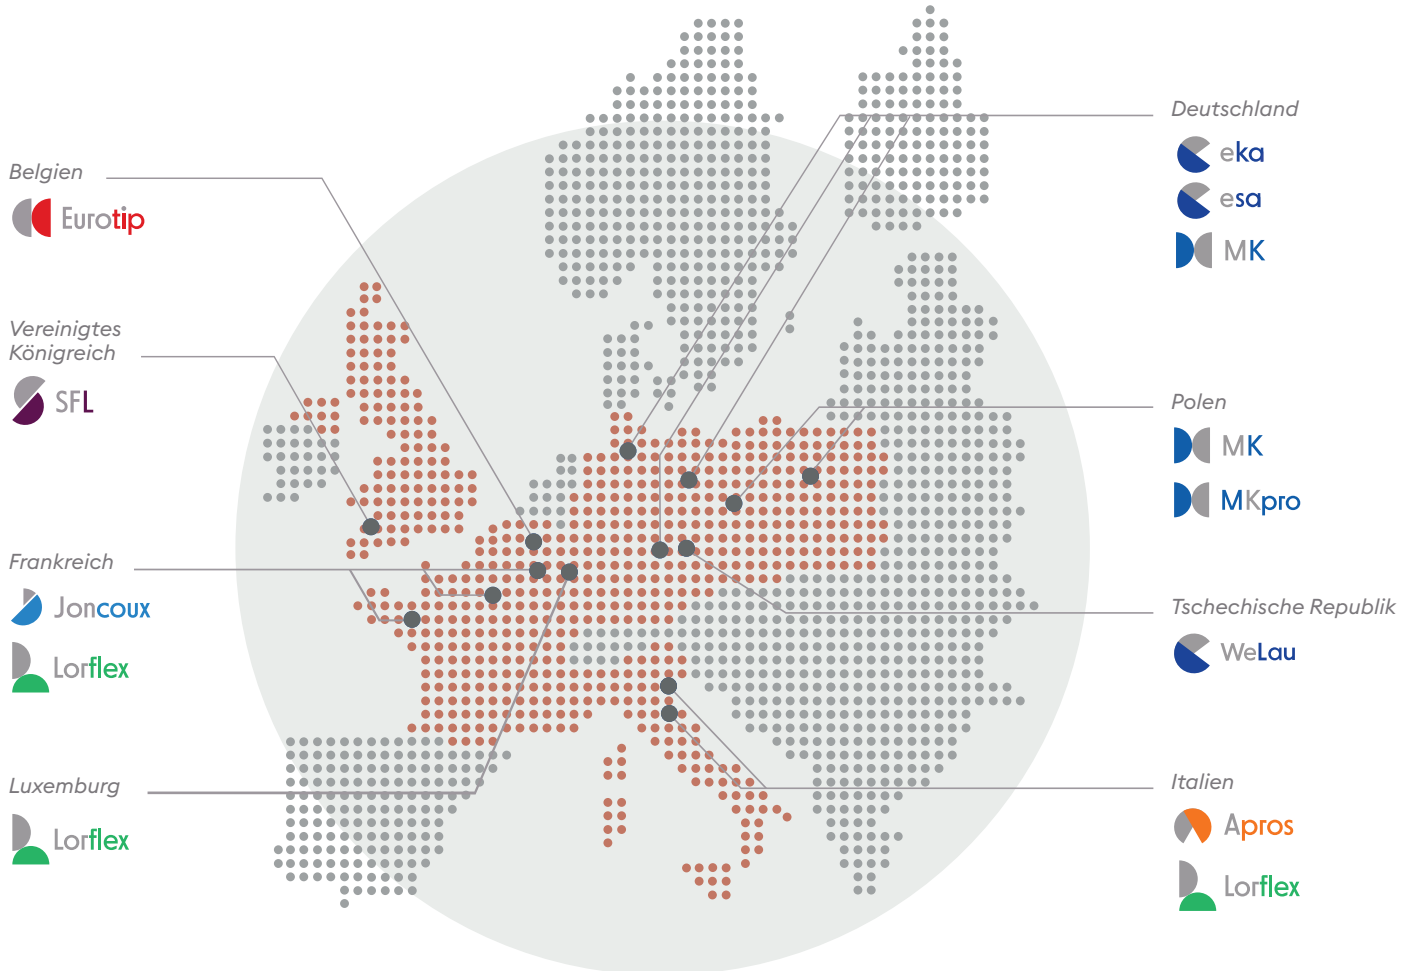 Belgien
Eurotip
Vereinigtes
Königreich
SFL
Frankreich
Joncoux
Lorflex
Luxemburg
Lorflex
Deutschland
eka
esa
MK
Polen
MK
MKpro
Tschechische Republik
WeLau
Italien
Apros
Lorflex